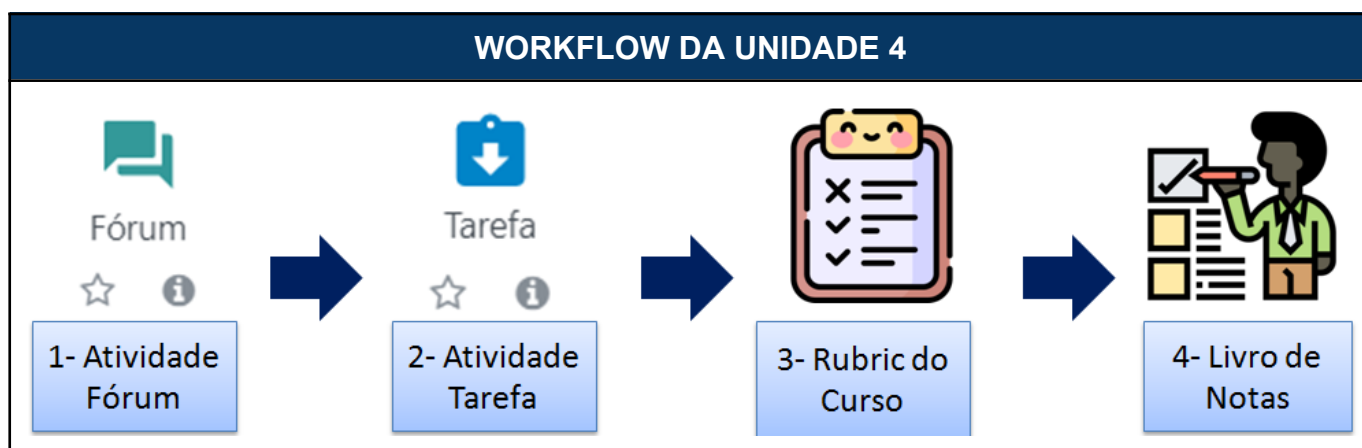 WORKFLOW DA UNIDADE 4
Fórum
Tarefa
1- Atividade
Fórum
2- Atividade
Tarefa
3- Rubric do
Curso
4- Livro de
Notas